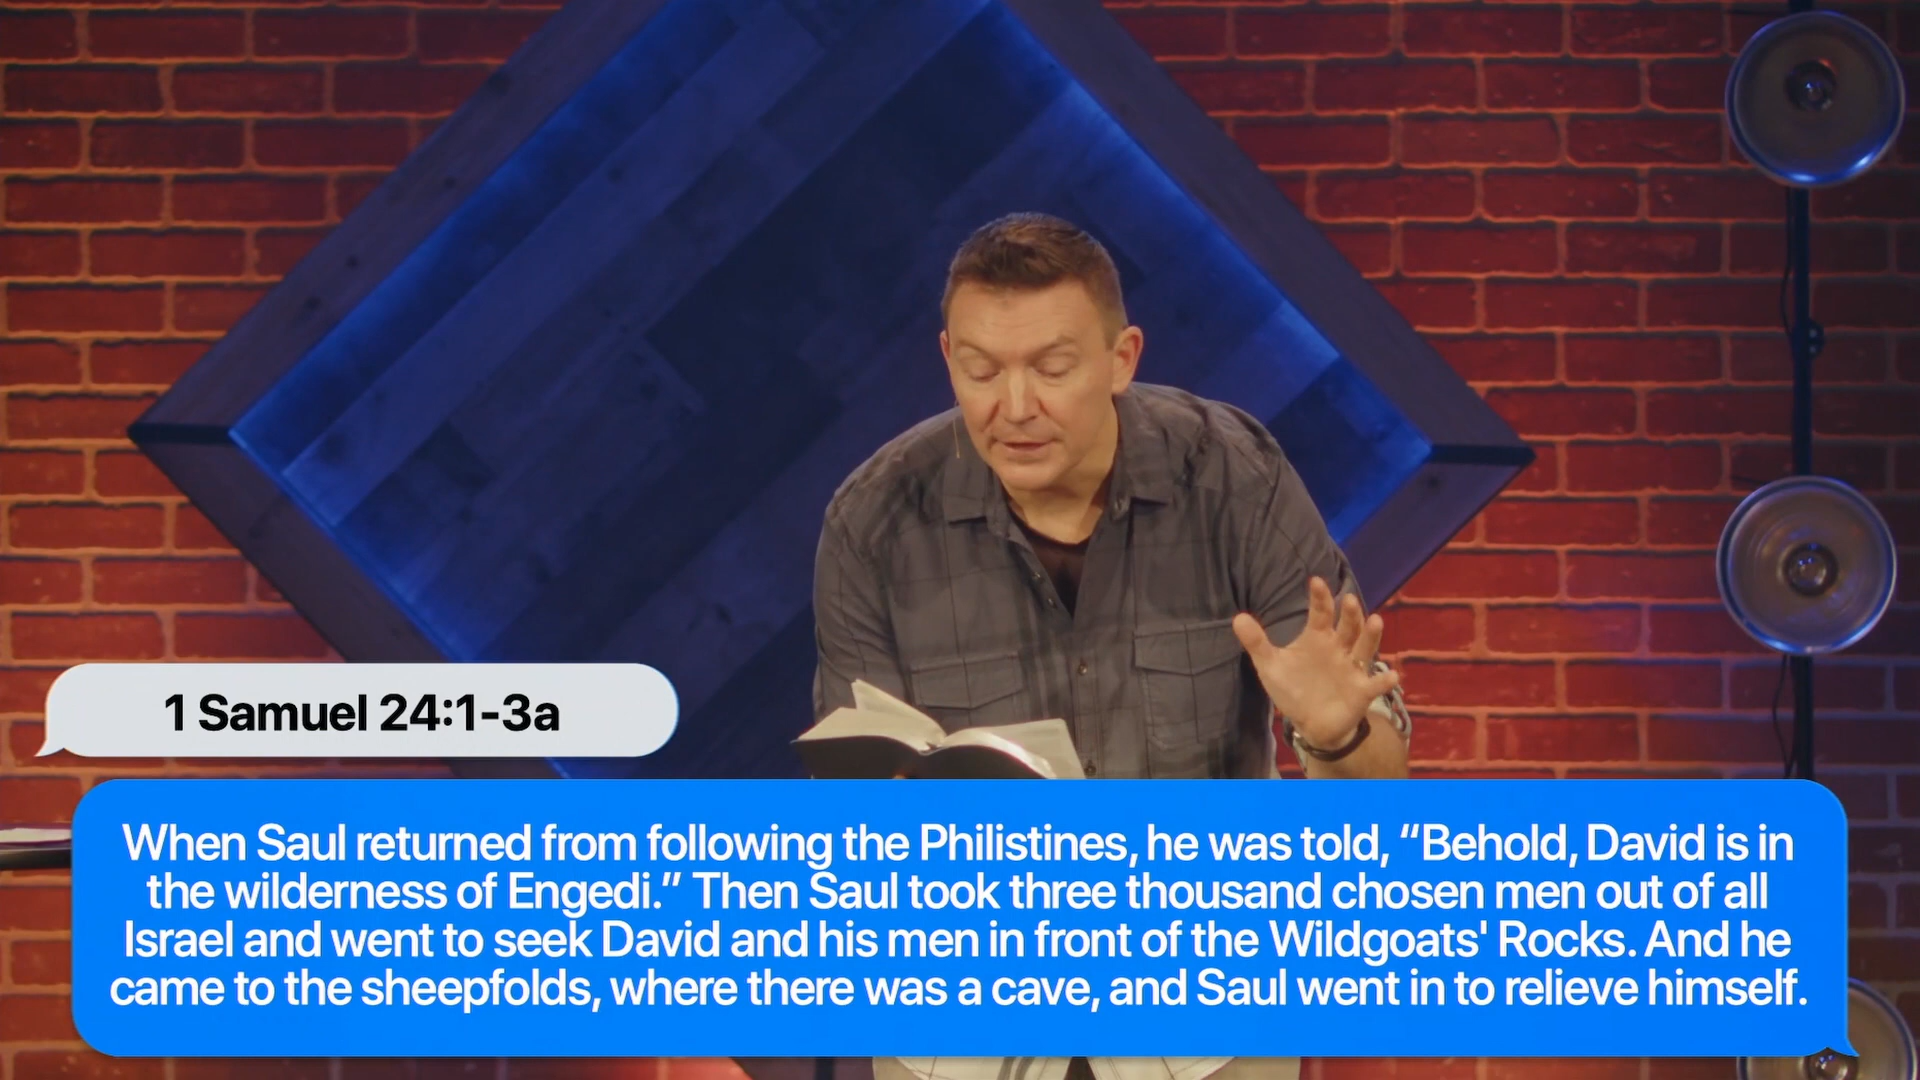 1 Samuel 24:1-3a
When Saul returned from following the Philistines, he was told, “Behold, David is in
the wilderness of Engedi.” Then Saul took three thousand chosen men out of all
Israel and went to seek David and his men in front of the Wildgoats' Rocks. And he
came to the sheepfolds, where there was a cave, and Saul went in to relieve himself.